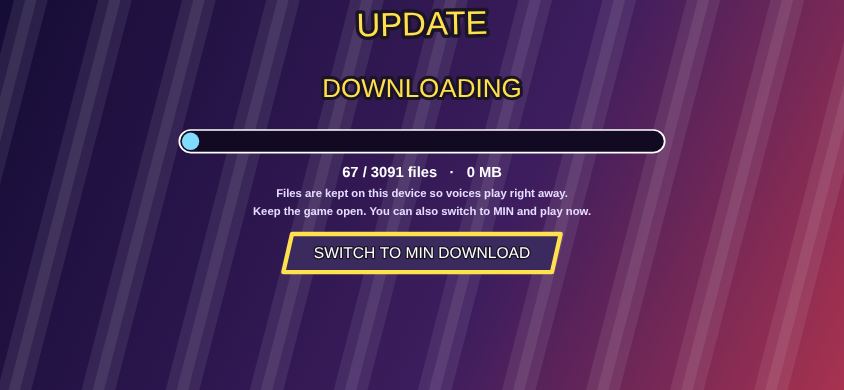 UPDATE
DOWNLOADING
67 / 3091 files · 0 MB
Files are kept on this device so voices play right away.
Keep the game open. You can also switch to MIN and play now.
SWITCH TO MIN DOWNLOAD